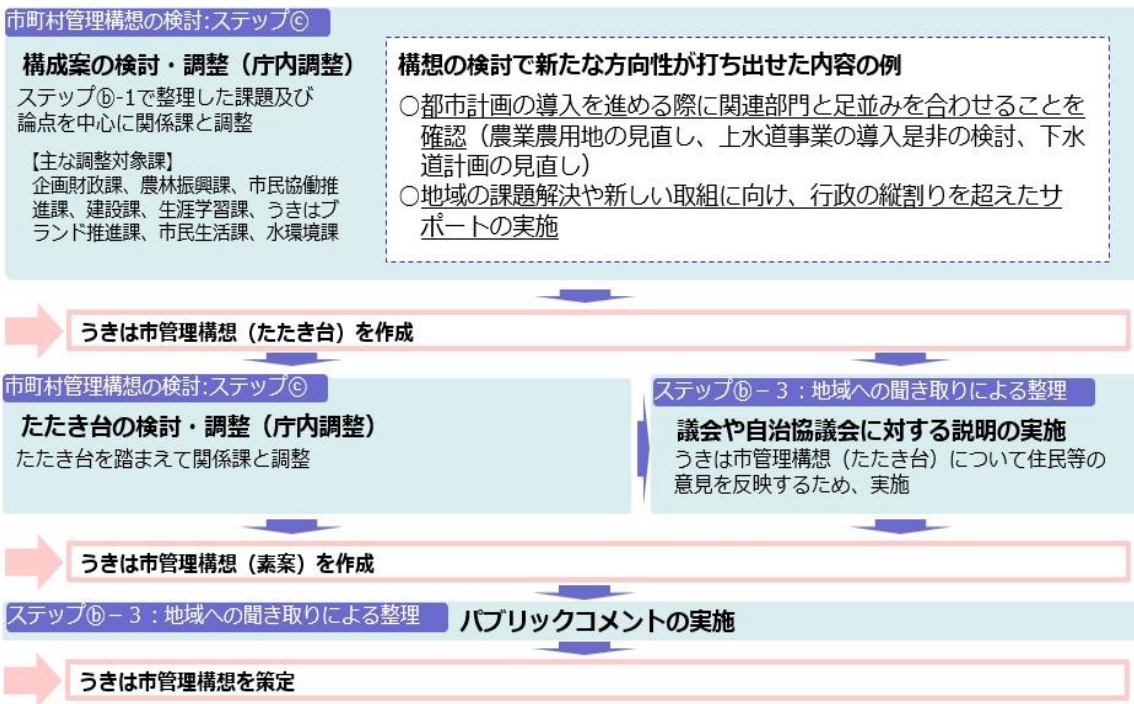 市町村管理構想の検討:ステップⓒ
構成案の検討・調整（庁内調整）
ステップⓑ-1で整理した課題及び
論点を中心に関係課と調整
【主な調整対象課】
企画財政課、農林振興課、市民協働推
進課、建設課、生涯学習課、うきはブ
ランド推進課、市民生活課、水環境課
構想の検討で新たな方向性が打ち出せた内容の例
○都市計画の導入を進める際に関連部門と足並みを合わせることを
確認（農業農用地の見直し、上水道事業の導入是非の検討、下水
道計画の見直し）
○地域の課題解決や新しい取組に向け、行政の縦割りを超えたサ
ポートの実施
うきは市管理構想（たたき台）を作成
市町村管理構想の検討:ステップⓒ
たたき台の検討・調整（庁内調整）
たたき台を踏まえて関係課と調整
ステップⓑ－３：地域への聞き取りによる整理
議会や自治協議会に対する説明の実施
うきは市管理構想（たたき台）について住民等の
意見を反映するため、実施
うきは市管理構想（素案）を作成
ステップⓑ－３：地域への聞き取りによる整理
パブリックコメントの実施
うきは市管理構想を策定